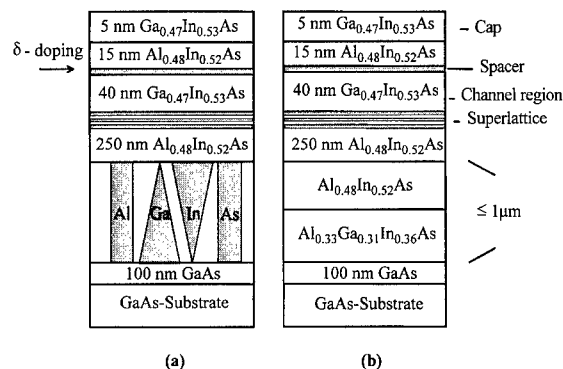 5 nm Ga0.47In0.53As
15 nm Al0.48In0.52As
δ - doping
40 nm Ga0.47In0.53As
250 nm Al0.48In0.52As
Al Ga In As
100 nm GaAs
GaAs-Substrate
(a)
5 nm Ga0.47In0.53As
Cap
15 nm Al0.48In0.52As
Spacer
40 nm Ga0.47In0.53As
Channel region
Superlattice
250 nm Al0.48In0.52As
Al0.48In0.52As
≤ 1μm
Al0.33Ga0.31In0.36As
100 nm GaAs
GaAs-Substrate
(b)